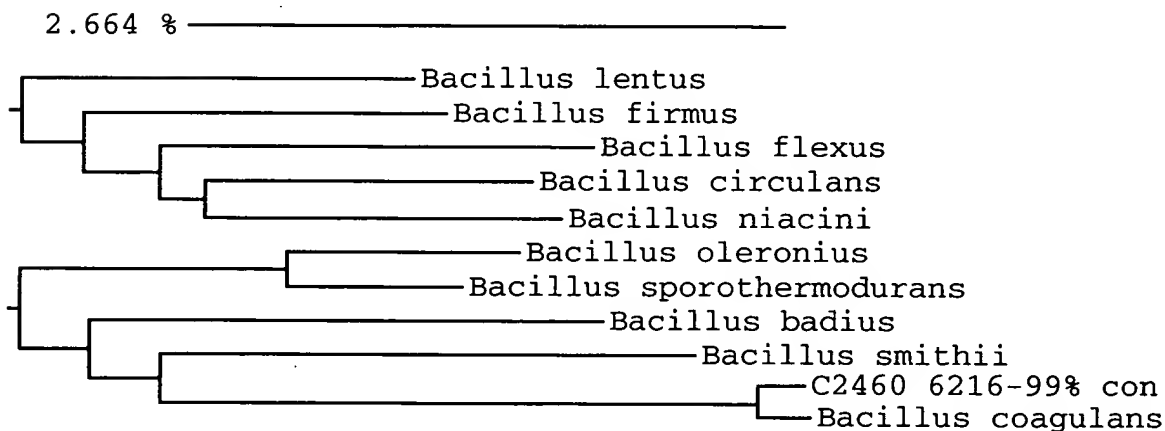 2.664 %
Bacillus lentus
Bacillus firmus
Bacillus flexus
Bacillus circulans
Bacillus niacini
Bacillus oleronius
Bacillus sporothermodurans
Bacillus badius
Bacillus smithii
C2460 6216-99% con
Bacillus coagulans